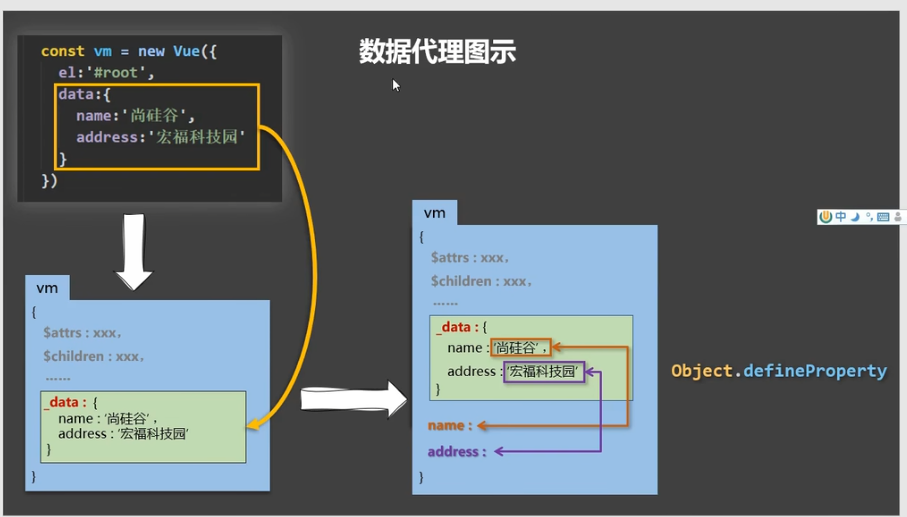 数据代理图示
const vm = new Vue({
el:'#root',
data:{
name:'尚硅谷',
address:'宏福科技园'
}
})
vm
{
$attrs : xxx，
$children : xxx，
……
_data : {
name : '尚硅谷' ，
address : '宏福科技园'
}
}
vm
{
$attrs : xxx，
$children : xxx，
……
_data : {
name : '尚硅谷' ，
address : '宏福科技园'
}
name :
address :
}
Object.defineProperty
中